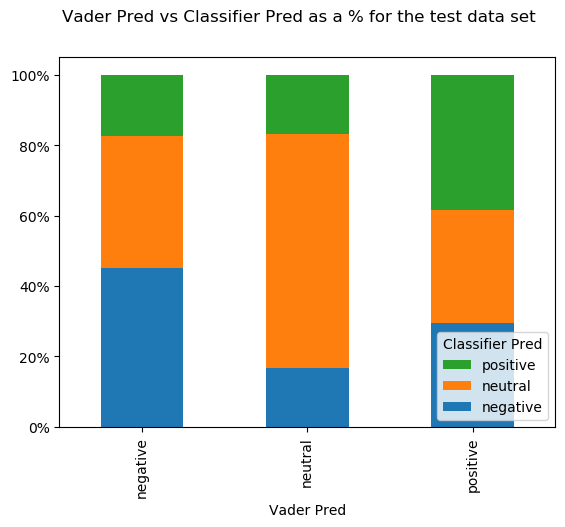 Vader Pred vs Classifier Pred as a % for the test data set
100%
80%
60%
40%
20%
0%
Classifier Pred
positive
neutral
negative
negative
neutral
positive
Vader Pred